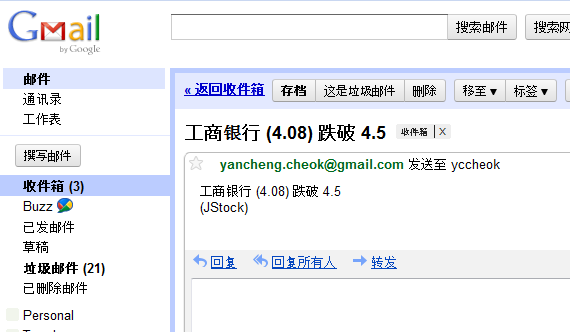 Gmail
by Google
搜索邮件
搜索网
邮件
通讯录
工作表
撰写邮件
收件箱 (3)
Buzz
已发邮件
草稿
垃圾邮件 (21)
已删除邮件
Personal
« 返回收件箱 存档 这是垃圾邮件 删除 移至 ▼ 标签 ▼
工商银行 (4.08) 跌破 4.5 收件箱 | X
yancheng.cheok@gmail.com 发送至 yccheok
工商银行 (4.08) 跌破 4.5
(JStock)
回复 回复所有人 转发